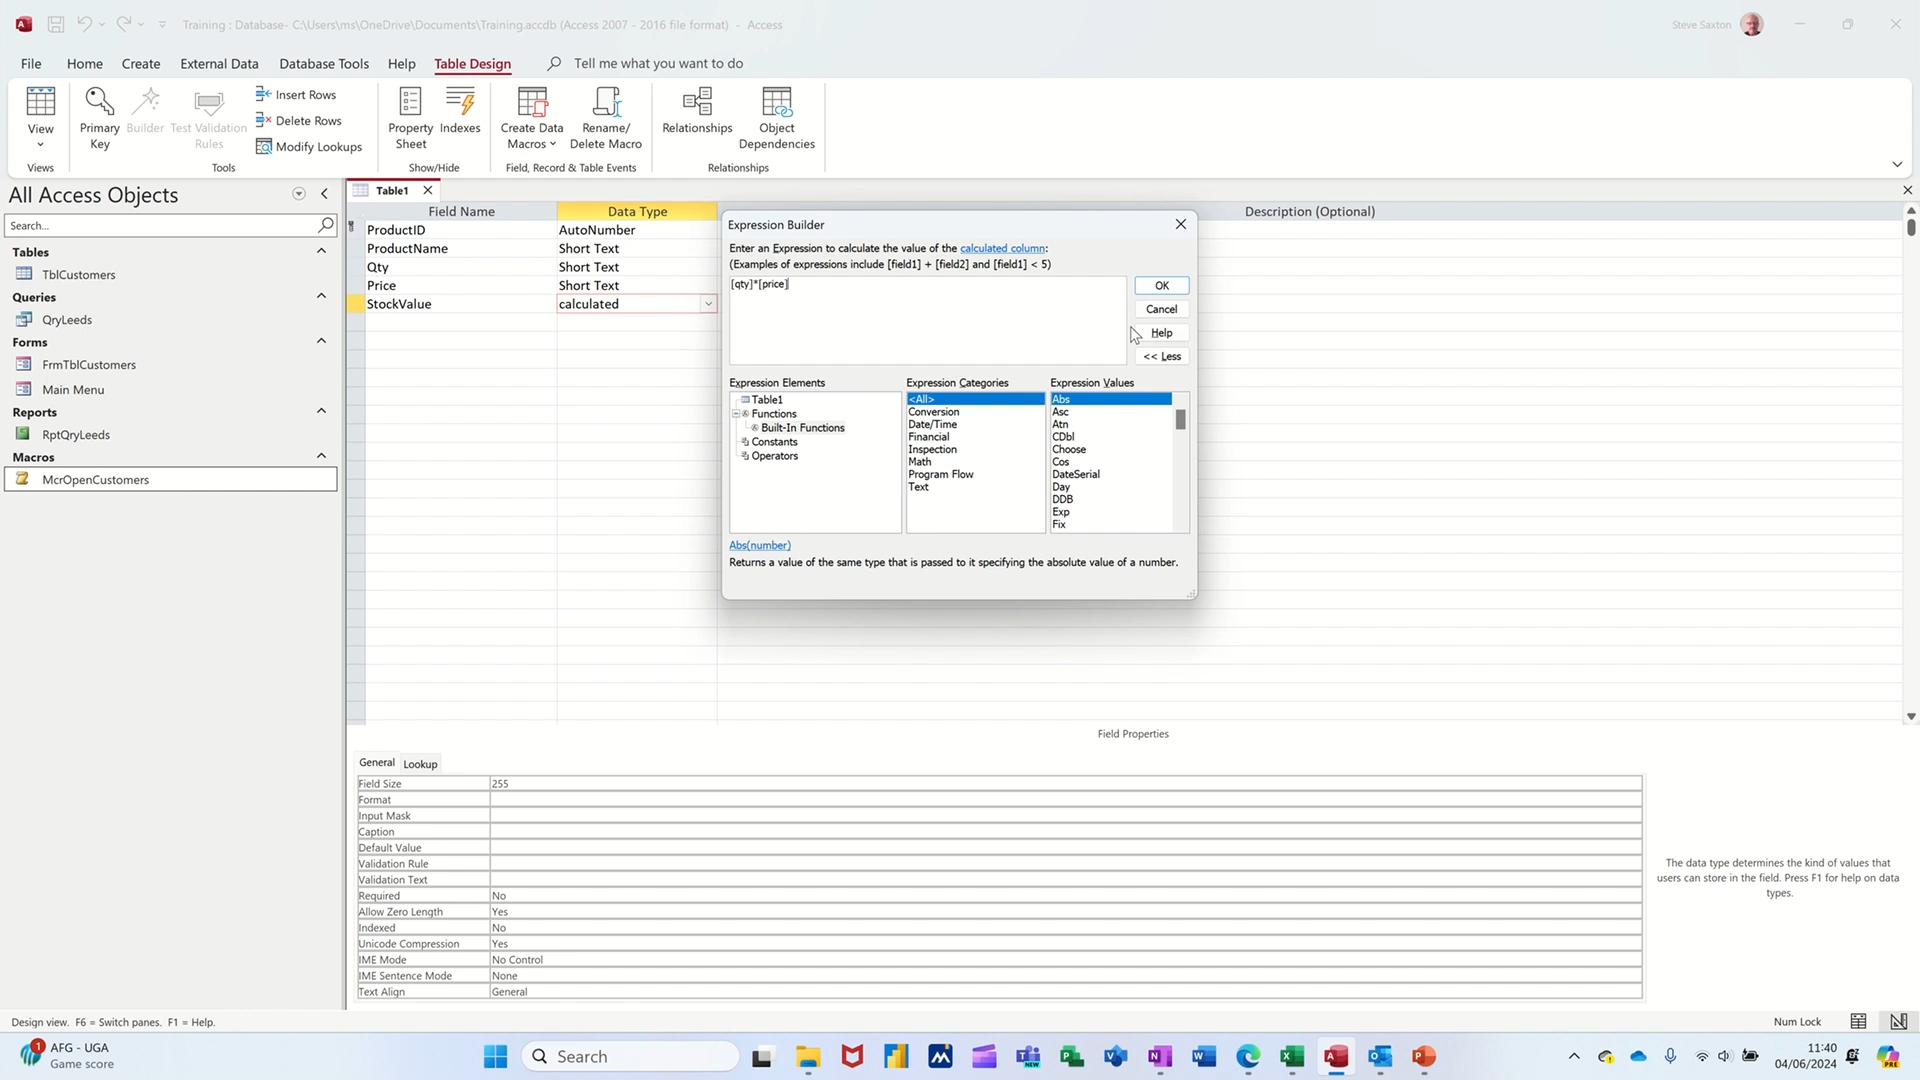 Training : Database- C:\Users\ms\OneDrive\Documents\Training.accdb (Access 2007 - 2016 file format) - Access
Steve Saxton
File
Home
Create
External Data
Database Tools
Help
Table Design
Tell me what you want to do
View
Primary
Key
Builder
Test Validation
Rules
Insert Rows
Delete Rows
Modify Lookups
Property
Sheet
Indexes
Create Data
Macros
Rename/
Delete Macro
Relationships
Object
Dependencies
Views
Tools
Show/Hide
Field, Record & Table Events
Relationships
All Access Objects
Search...
Tables
TblCustomers
Queries
QryLeeds
Forms
FrmTblCustomers
Main Menu
Reports
RptQryLeeds
Macros
McrOpenCustomers
Table1
Field Name
Data Type
Description (Optional)
ProductID
AutoNumber
ProductName
Short Text
Qty
Short Text
Price
Short Text
StockValue
calculated
Expression Builder
Enter an Expression to calculate the value of the calculated column:
(Examples of expressions include [field1] + [field2] and [field1] < 5)
[qty]*[price]
OK
Cancel
Help
<< Less
Expression Elements
Table1
Functions
Built-In Functions
Constants
Operators
Expression Categories
<All>
Conversion
Date/Time
Financial
Inspection
Math
Program Flow
Text
Expression Values
Abs
Asc
Atn
CDbl
Choose
Cos
DateSerial
Day
DDB
Exp
Fix
Abs(number)
Returns a value of the same type that is passed to it specifying the absolute value of a number.
Field Properties
General
Lookup
Field Size
255
Format
Input Mask
Caption
Default Value
Validation Rule
Validation Text
Required
No
Allow Zero Length
Yes
Indexed
No
Unicode Compression
Yes
IME Mode
No Control
IME Sentence Mode
None
Text Align
General
The data type determines the kind of values that
users can store in the field. Press F1 for help on data
types.
Design view. F6 = Switch panes. F1 = Help.
Num Lock
1
AFG - UGA
Game score
Search
NEW
11:40
04/06/2024
PRE